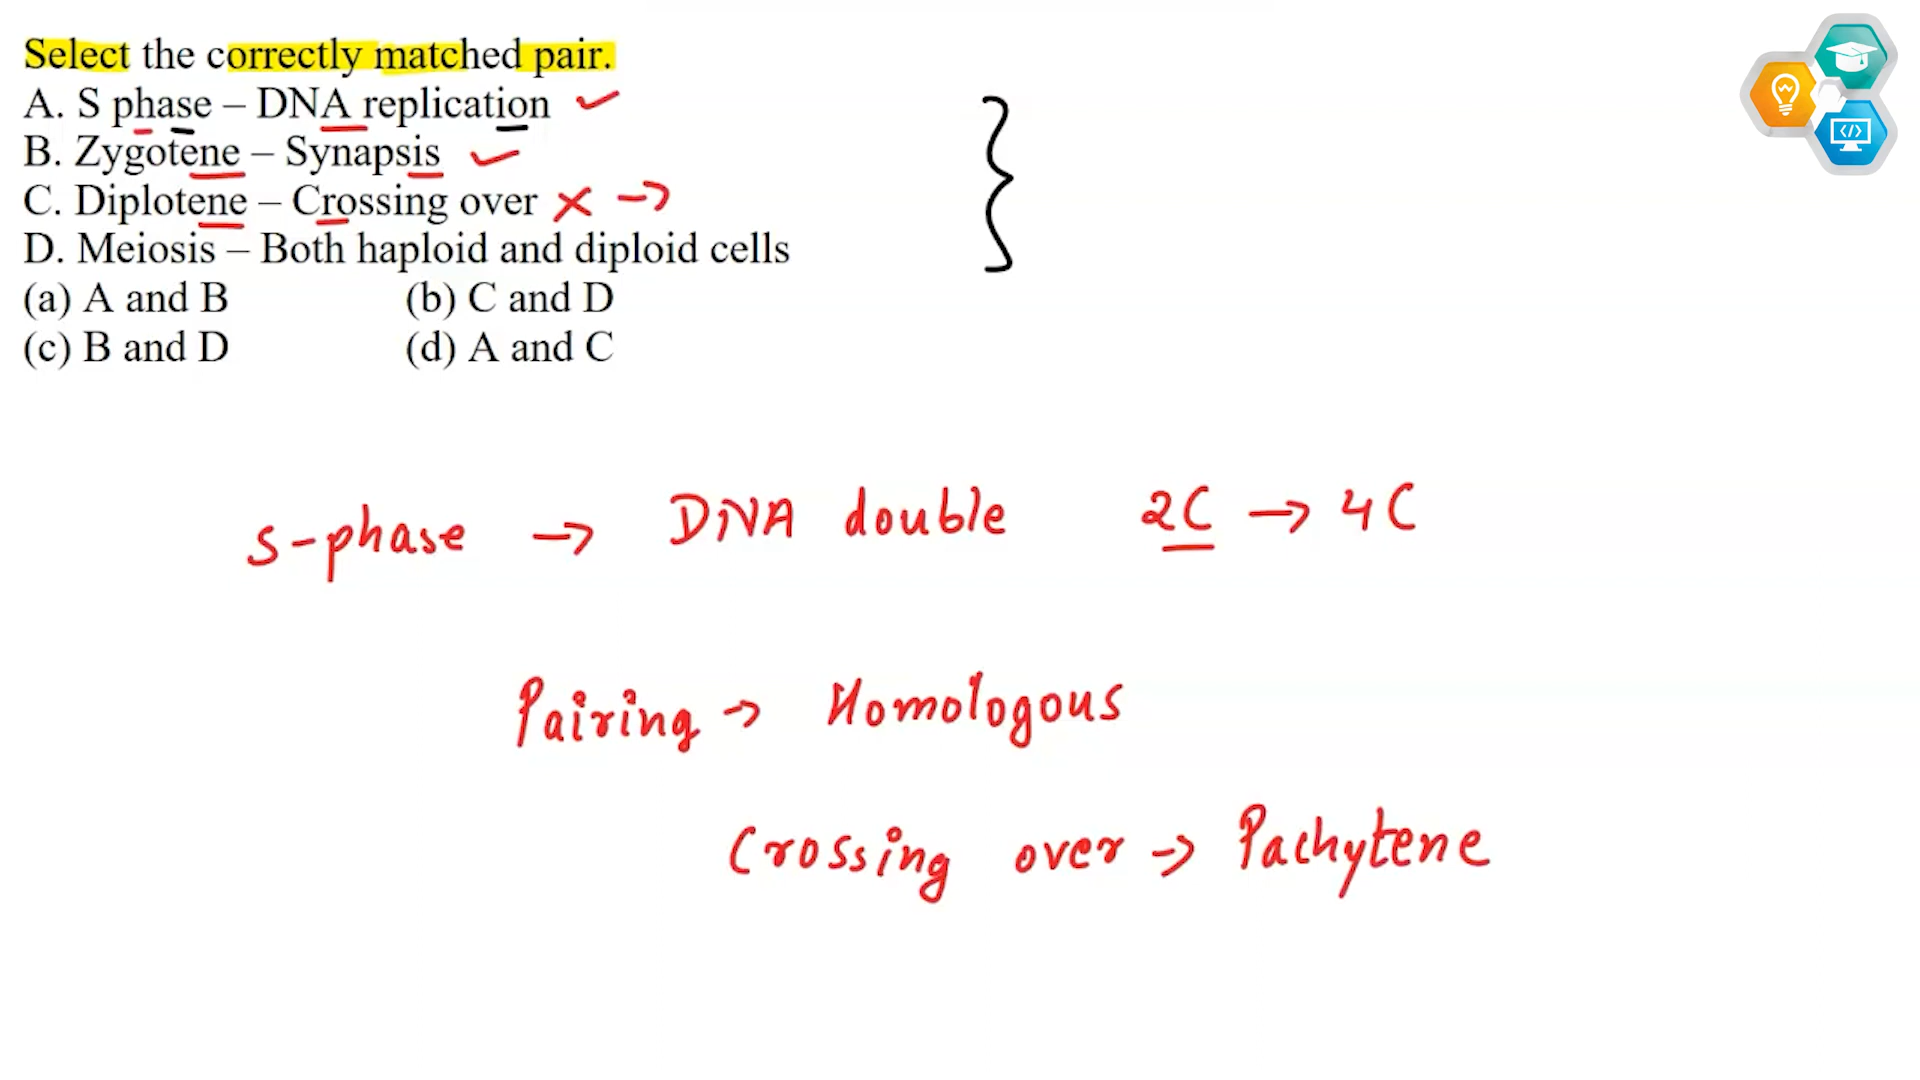 Select the correctly matched pair.
A. S phase – DNA replication
B. Zygotene – Synapsis
C. Diplotene – Crossing over
D. Meiosis – Both haploid and diploid cells
(a) A and B (b) C and D
(c) B and D (d) A and C
s-phase → DNA double 2C → 4C
Pairing → Homologous
Crossing over → Pachytene